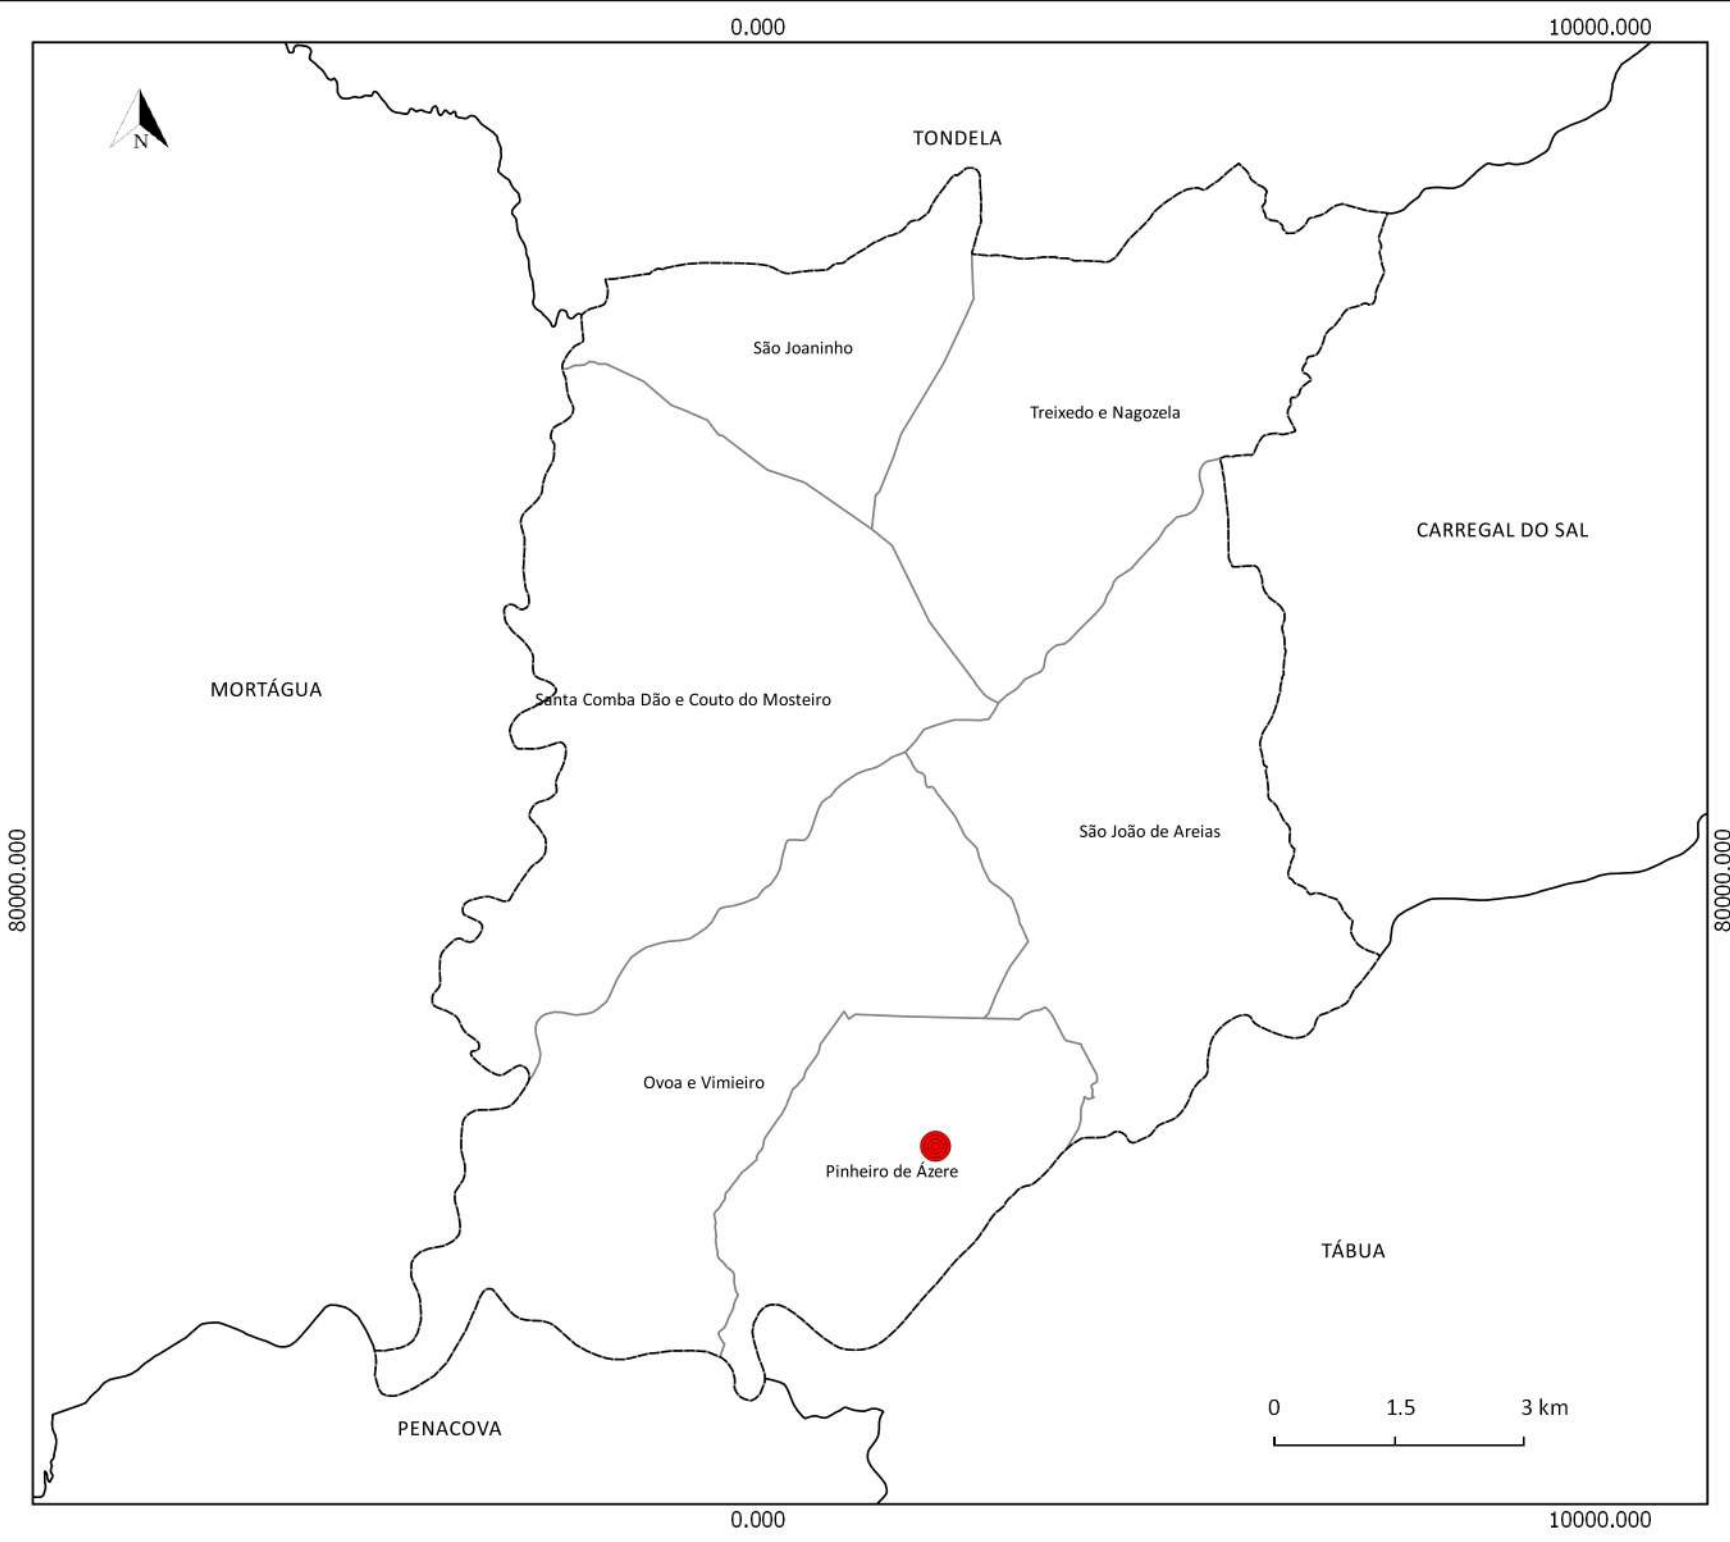 0.000
10000.000
N
TONDELA
São Joaninho
Treixedo e Nagozela
CARREGAL DO SAL
MORTÁGUA
Santa Comba Dão e Couto do Mosteiro
São João de Areias
80000.000
80000.000
Ovoa e Vimieiro
Pinheiro de Ázere
TÁBUA
0
1.5
3 km
PENACOVA
0.000
10000.000